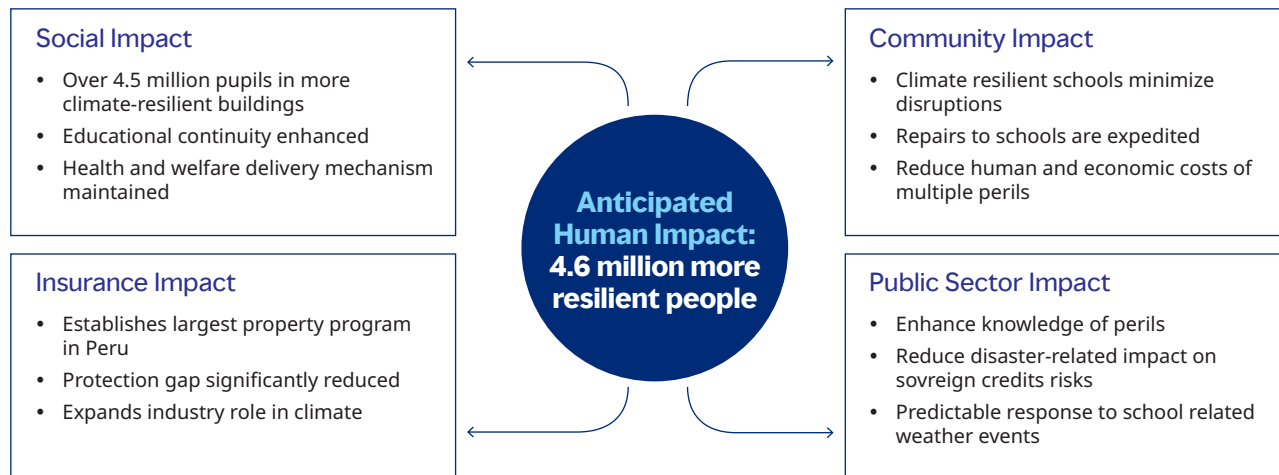 Social Impact
• Over 4.5 million pupils in more
climate-resilient buildings
• Educational continuity enhanced
• Health and welfare delivery mechanism
maintained
Community Impact
• Climate resilient schools minimize
disruptions
• Repairs to schools are expedited
• Reduce human and economic costs of
multiple perils
Anticipated
Human Impact:
4.6 million more
resilient people
Insurance Impact
• Establishes largest property program
in Peru
• Protection gap significantly reduced
• Expands industry role in climate
Public Sector Impact
• Enhance knowledge of perils
• Reduce disaster-related impact on
sovreign credits risks
• Predictable response to school related
weather events